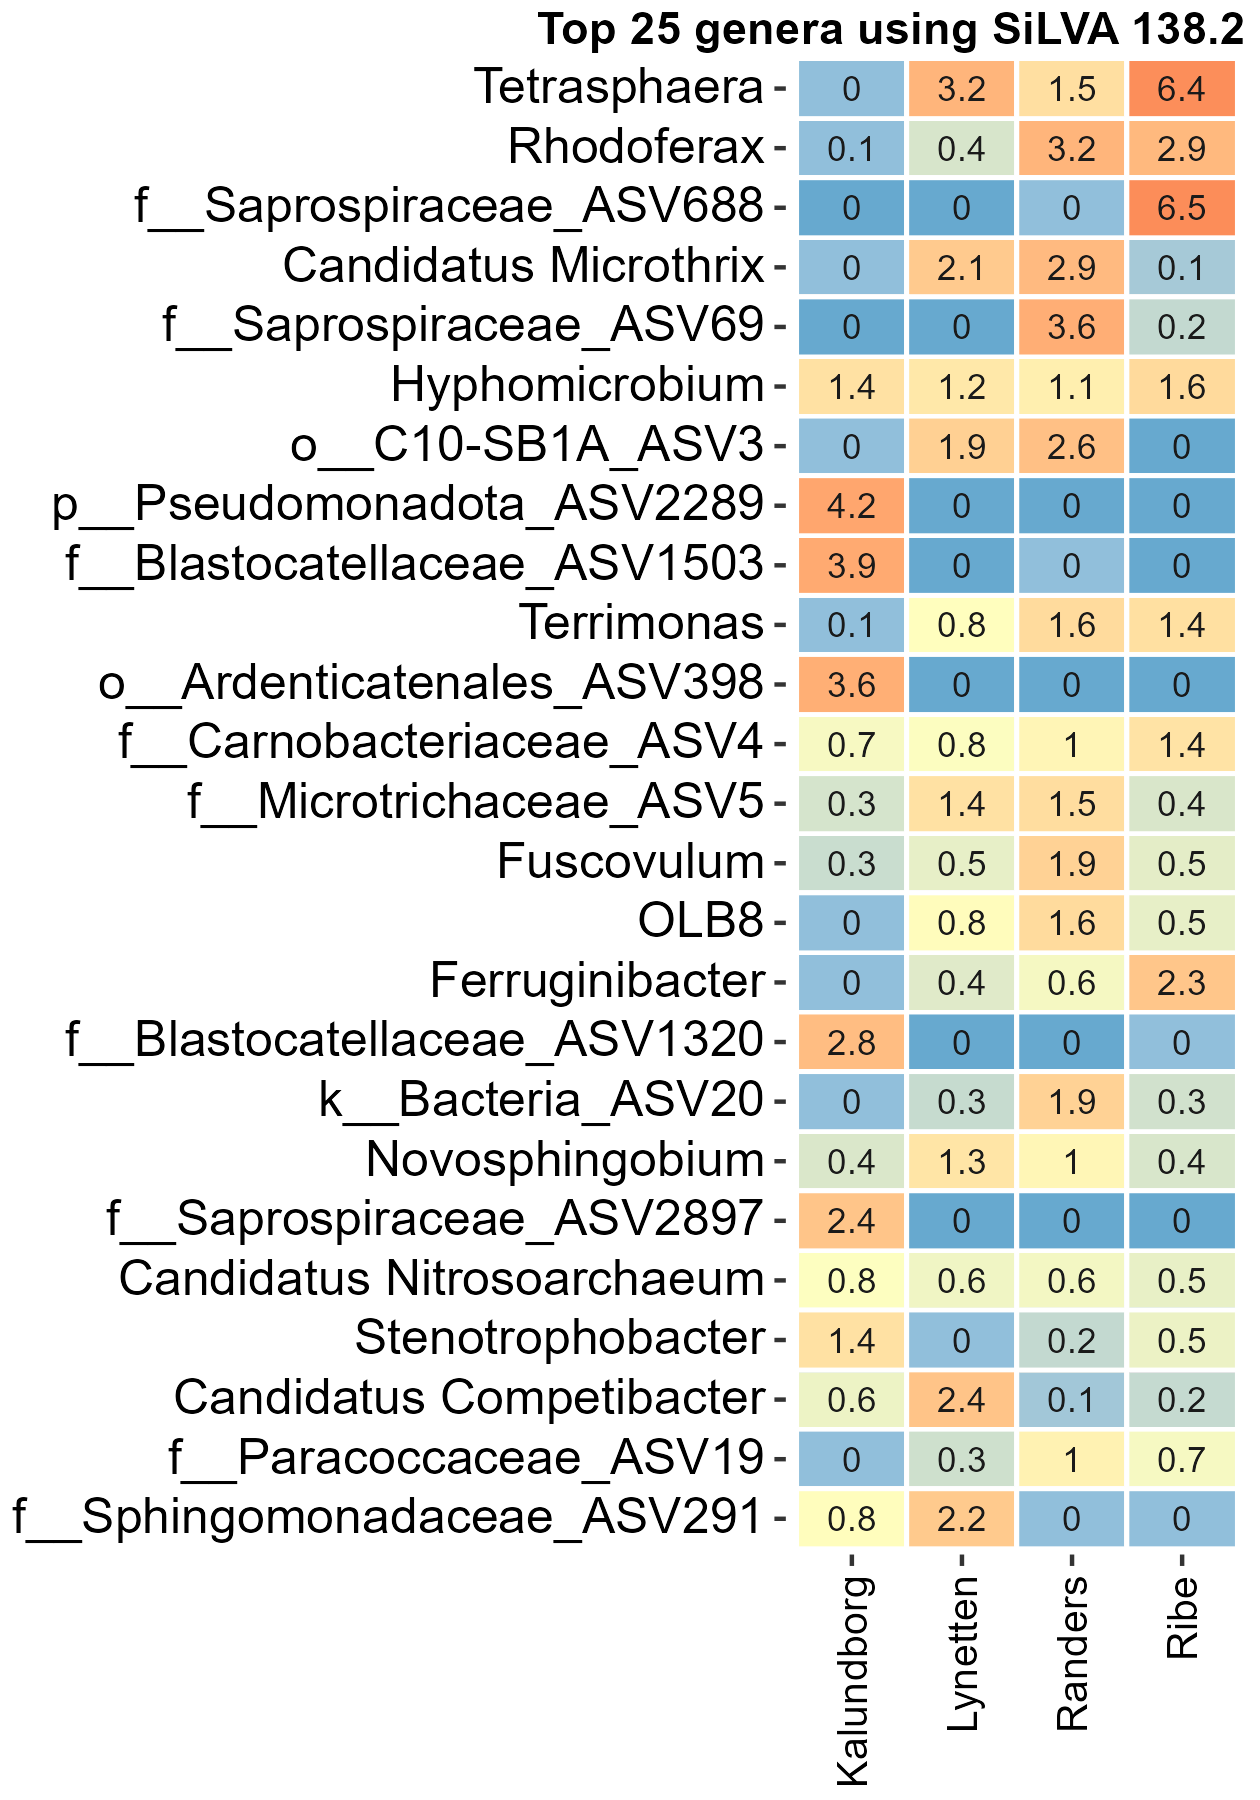 Top 25 genera using SiLVA 138.2
Tetrasphaera - 0 3.2 1.5 6.4
Rhodoferax - 0.1 0.4 3.2 2.9
f__Saprospiraceae_ASV688 - 0 0 0 6.5
Candidatus Microthrix - 0 2.1 2.9 0.1
f__Saprospiraceae_ASV69 - 0 0 3.6 0.2
Hyphomicrobium - 1.4 1.2 1.1 1.6
o__C10-SB1A_ASV3 - 0 1.9 2.6 0
p__Pseudomonadota_ASV2289 - 4.2 0 0 0
f__Blastocatellaceae_ASV1503 - 3.9 0 0 0
Terrimonas - 0.1 0.8 1.6 1.4
o__Ardenticatenales_ASV398 - 3.6 0 0 0
f__Carnobacteriaceae_ASV4 - 0.7 0.8 1 1.4
f__Microtrichaceae_ASV5 - 0.3 1.4 1.5 0.4
Fuscovulum - 0.3 0.5 1.9 0.5
OLB8 - 0 0.8 1.6 0.5
Ferruginibacter - 0 0.4 0.6 2.3
f__Blastocatellaceae_ASV1320 - 2.8 0 0 0
k__Bacteria_ASV20 - 0 0.3 1.9 0.3
Novosphingobium - 0.4 1.3 1 0.4
f__Saprospiraceae_ASV2897 - 2.4 0 0 0
Candidatus Nitrosoarchaeum - 0.8 0.6 0.6 0.5
Stenotrophobacter - 1.4 0 0.2 0.5
Candidatus Competibacter - 0.6 2.4 0.1 0.2
f__Paracoccaceae_ASV19 - 0 0.3 1 0.7
f__Sphingomonadaceae_ASV291 - 0.8 2.2 0 0
Kalundborg
Lynetten
Randers
Ribe